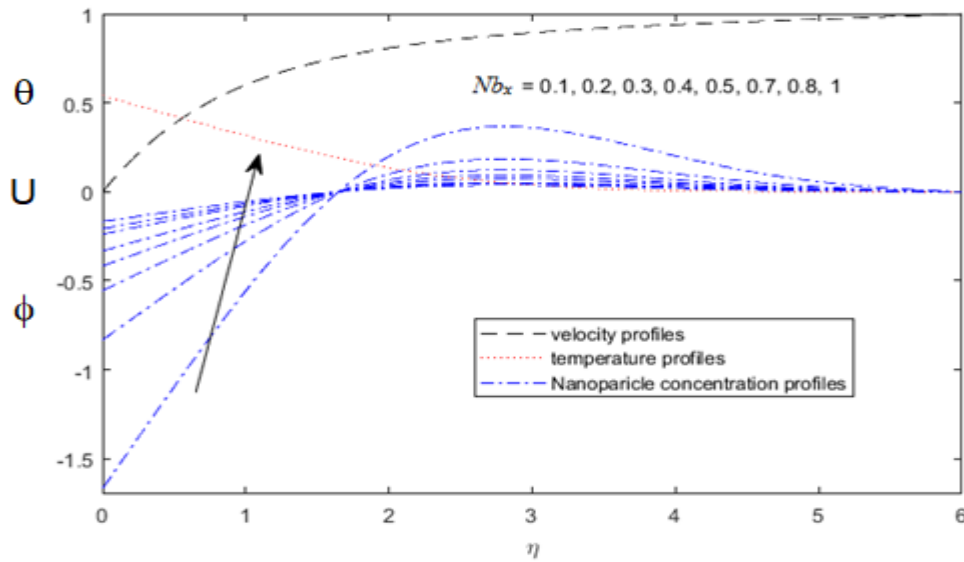 1
θ
Nbₓ = 0.1, 0.2, 0.3, 0.4, 0.5, 0.7, 0.8, 1
0.5
U
0
-0.5
ϕ
velocity profiles
temperature profiles
Nanoparicle concentration profiles
-1
-1.5
0 1 2 3 4 5 6
η